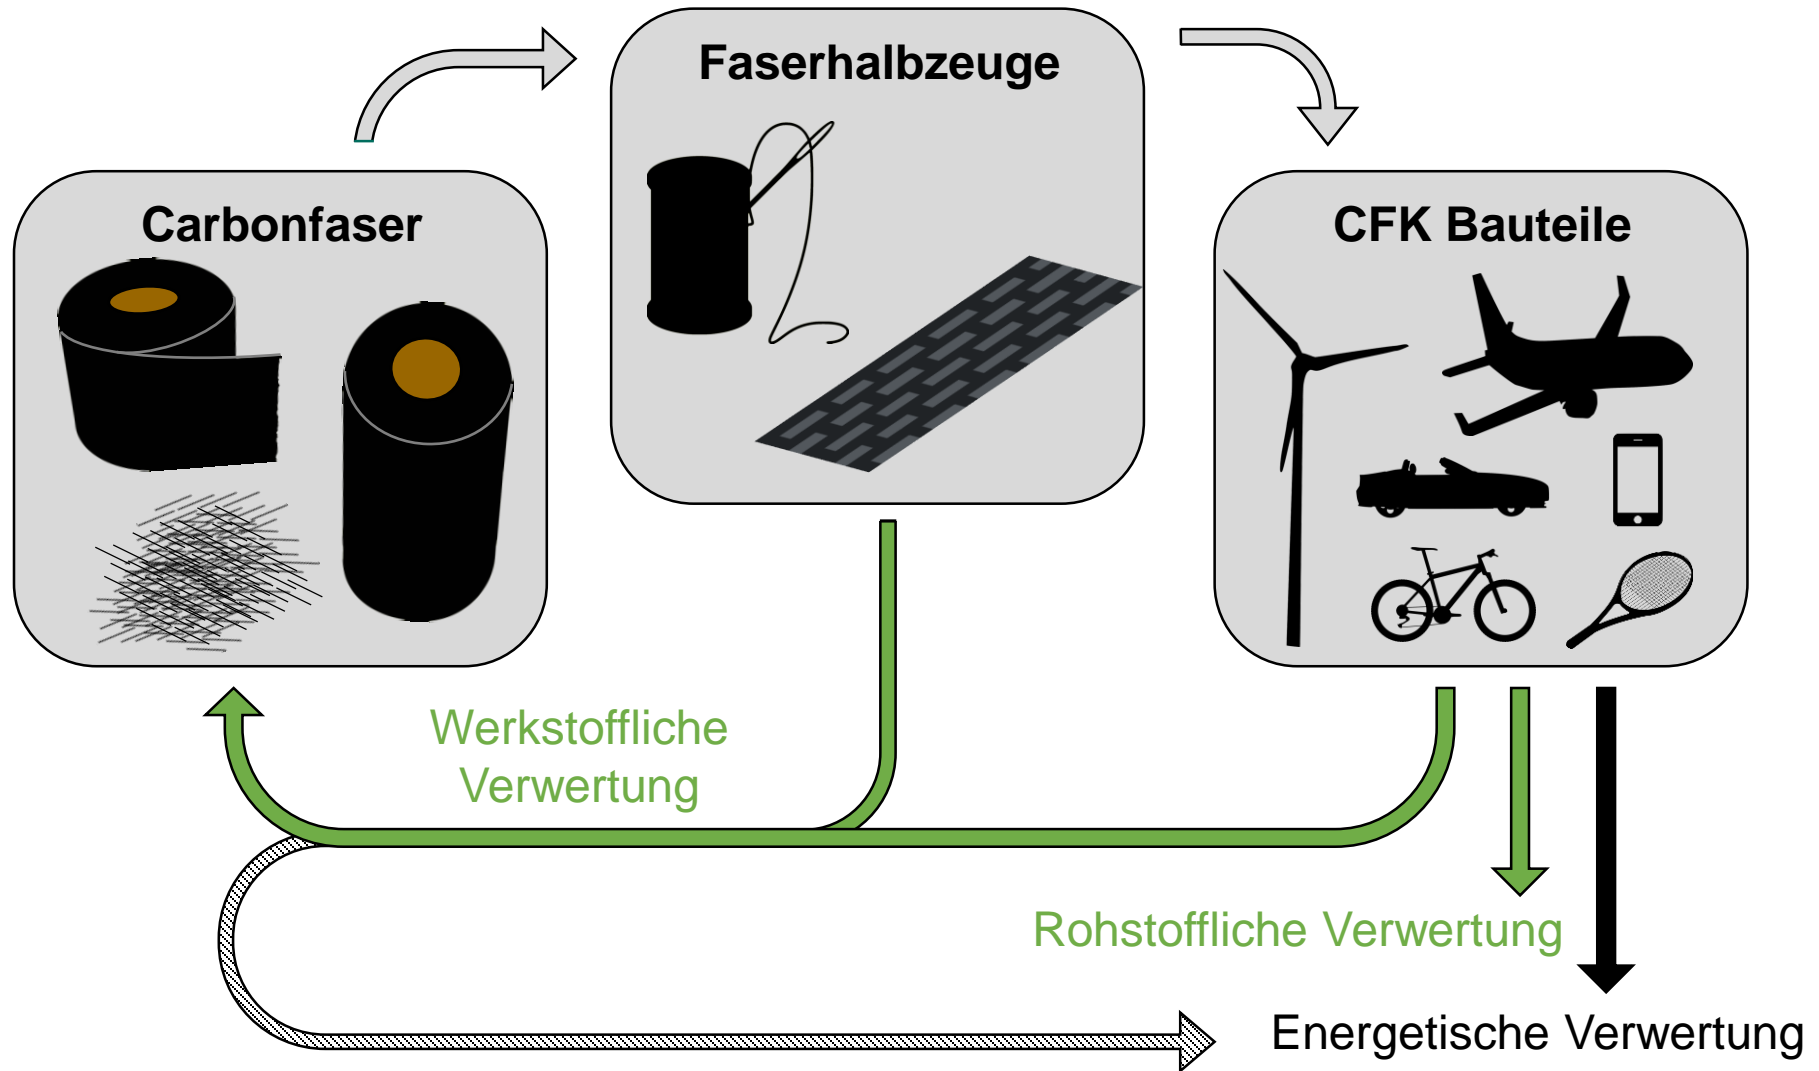 Faserhalbzeuge
Carbonfaser
CFK Bauteile
Werkstoffliche
Verwertung
Rohstoffliche Verwertung
Energetische Verwertung